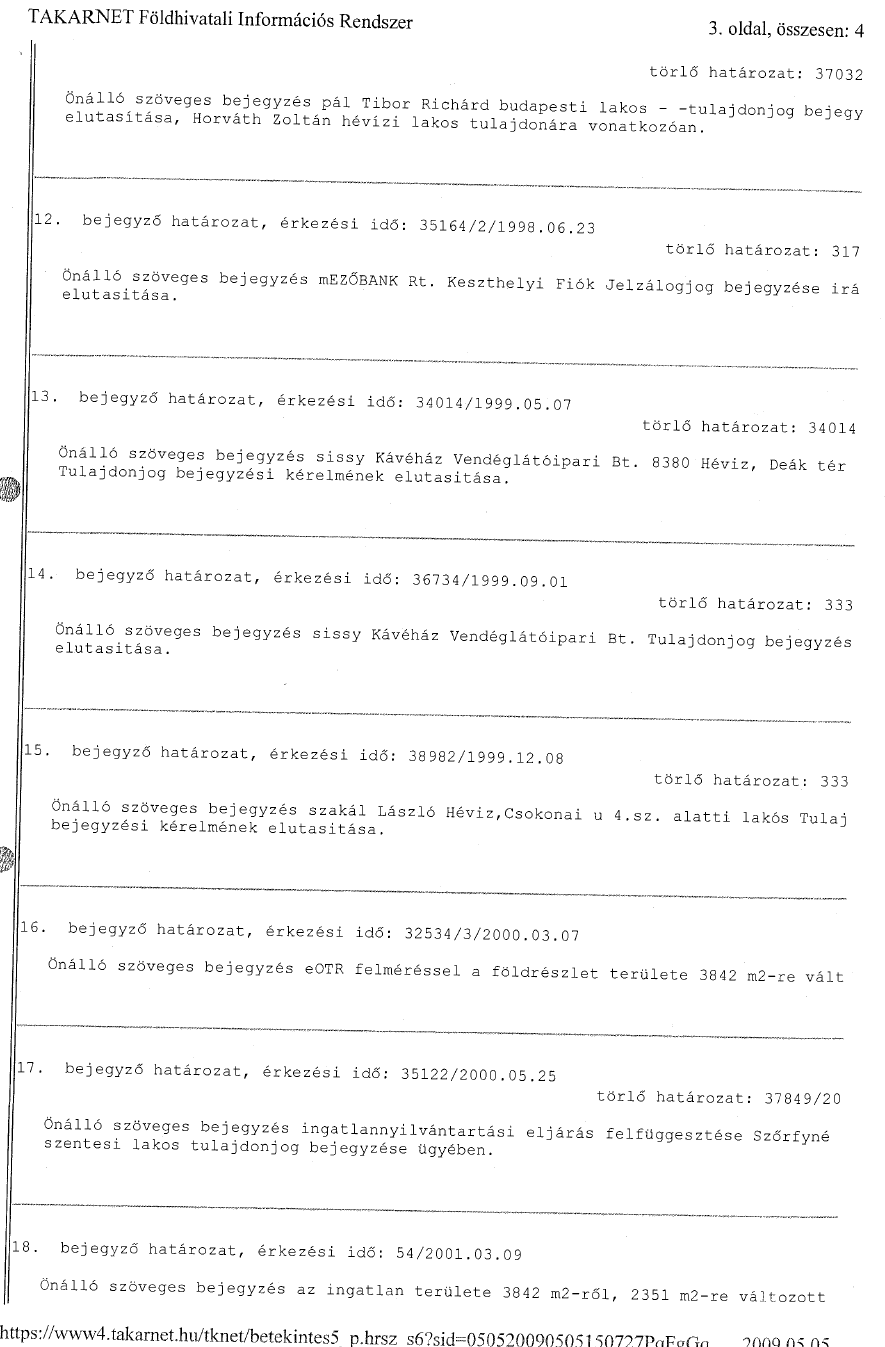 TAKARNET Földhivatali Információs Rendszer
3. oldal, összesen: 4
törlő határozat: 37032
Önálló szöveges bejegyzés pál Tibor Richárd budapesti lakos - -tulajdonjog bejegy
elutasítása, Horváth Zoltán hévízi lakos tulajdonára vonatkozóan.
12. bejegyző határozat, érkezési idő: 35164/2/1998.06.23
törlő határozat: 317
Önálló szöveges bejegyzés mEZŐBANK Rt. Keszthelyi Fiók Jelzálogjog bejegyzése irá
elutasitása.
13. bejegyző határozat, érkezési idő: 34014/1999.05.07
törlő határozat: 34014
Önálló szöveges bejegyzés sissy Kávéház Vendéglátóipari Bt. 8380 Héviz, Deák tér
Tulajdonjog bejegyzési kérelmének elutasitása.
14. bejegyző határozat, érkezési idő: 36734/1999.09.01
törlő határozat: 333
Önálló szöveges bejegyzés sissy Kávéház Vendéglátóipari Bt. Tulajdonjog bejegyzés
elutasitása.
15. bejegyző határozat, érkezési idő: 38982/1999.12.08
törlő határozat: 333
Önálló szöveges bejegyzés szakál László Héviz,Csokonai u 4.sz. alatti lakós Tulaj
bejegyzési kérelmének elutasitása.
16. bejegyző határozat, érkezési idő: 32534/3/2000.03.07
Önálló szöveges bejegyzés eOTR felméréssel a földrészlet területe 3842 m2-re vált
17. bejegyző határozat, érkezési idő: 35122/2000.05.25
törlő határozat: 37849/20
Önálló szöveges bejegyzés ingatlannyilvántartási eljárás felfüggesztése Szőrfyné
szentesi lakos tulajdonjog bejegyzése ügyében.
18. bejegyző határozat, érkezési idő: 54/2001.03.09
Önálló szöveges bejegyzés az ingatlan területe 3842 m2-ről, 2351 m2-re változott
https://www4.takarnet.hu/tknet/betekintes5_p.hrsz_s6?sid=050520090505150727PqEgGq 2009.05.05